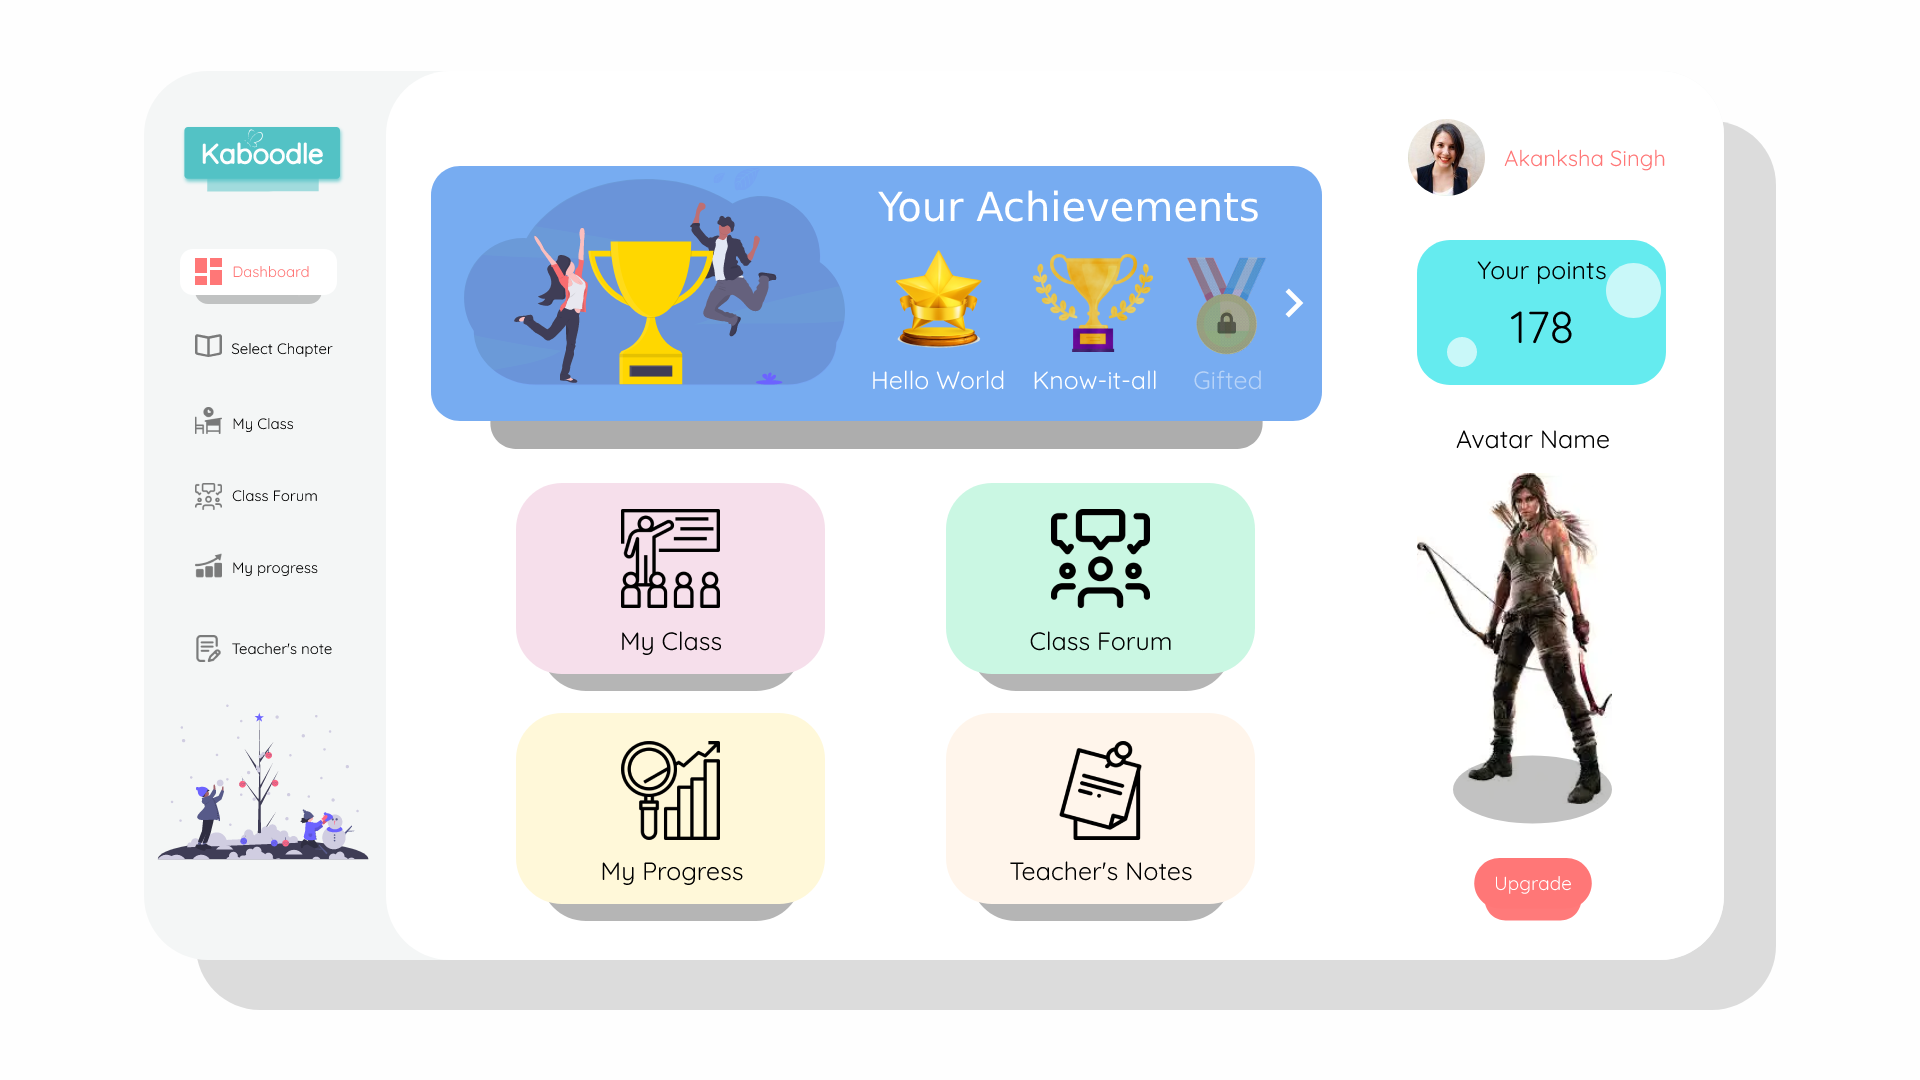 Kaboodle
Dashboard
Select Chapter
My Class
Class Forum
My progress
Teacher's note
Your Achievements
Hello World
Know-it-all
Gifted
My Class
Class Forum
My Progress
Teacher's Notes
Akanksha Singh
Your points
178
Avatar Name
Upgrade